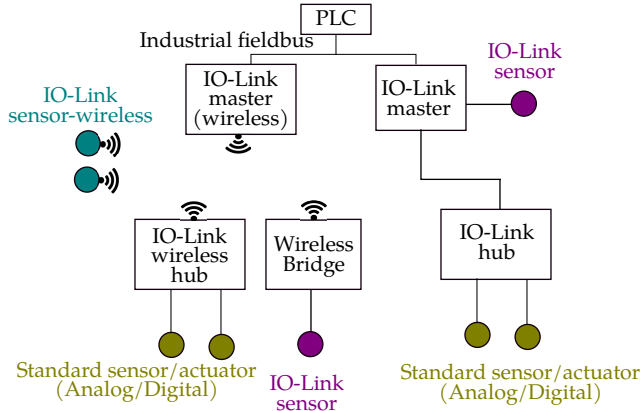 PLC
Industrial fieldbus
IO-Link
sensor-wireless
IO-Link
master
(wireless)
IO-Link
master
IO-Link
sensor
IO-Link
wireless
hub
Wireless
Bridge
IO-Link
hub
Standard sensor/actuator
(Analog/Digital)
IO-Link
sensor
Standard sensor/actuator
(Analog/Digital)